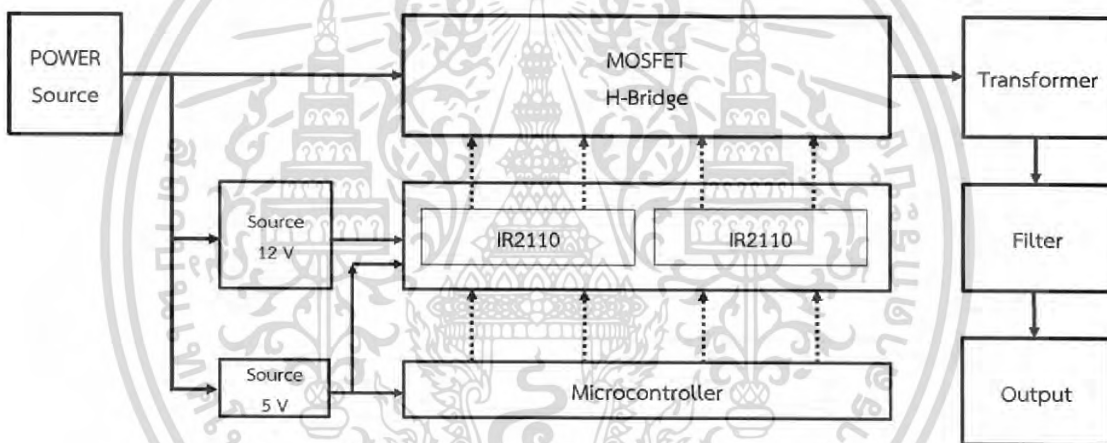 POWER
Source
MOSFET
H-Bridge
Transformer
Source
12 V
IR2110
IR2110
Filter
Source
5 V
Microcontroller
Output